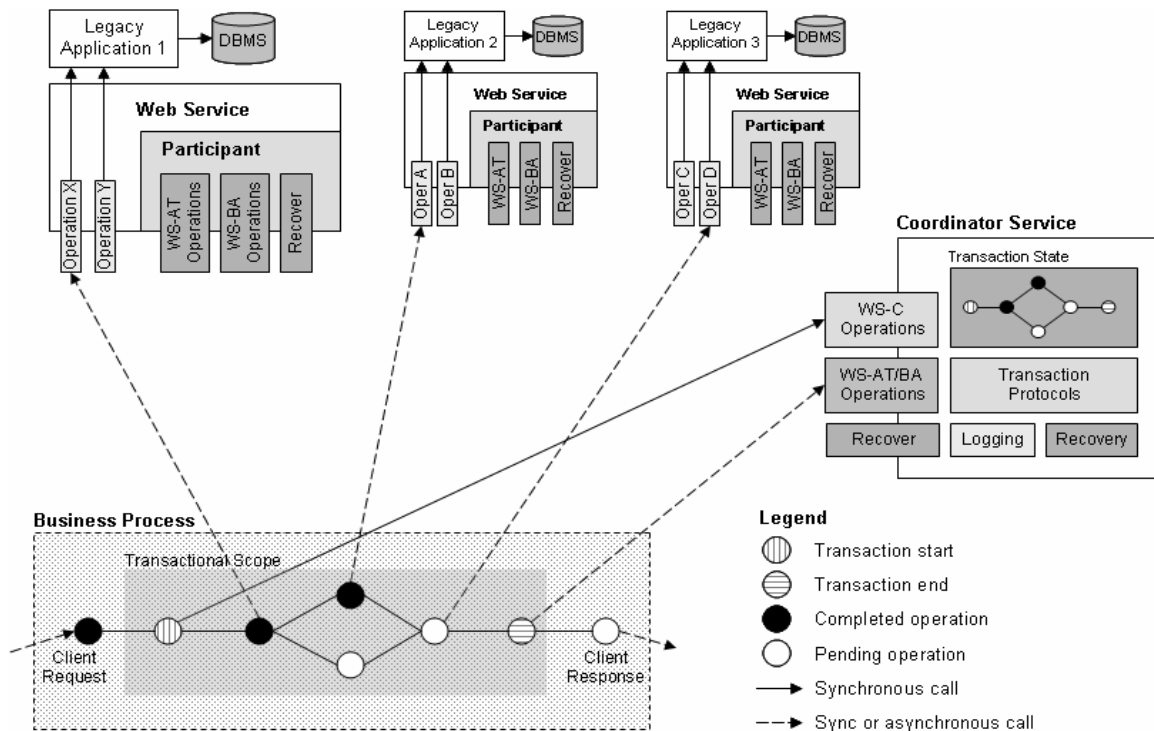 Legacy
Application 1
DBMS
Web Service
Participant
Operation X
Operation Y
WS-AT
Operations
WS-BA
Operations
Recover
Legacy
Application 2
DBMS
Web Service
Participant
Oper A
Oper B
WS-AT
WS-BA
Recover
Legacy
Application 3
DBMS
Web Service
Participant
Oper C
Oper D
WS-AT
WS-BA
Recover
Coordinator Service
Transaction State
WS-C
Operations
WS-AT/BA
Operations
Transaction
Protocols
Recover
Logging
Recovery
Business Process
Transactional Scope
Client
Request
Client
Response
Legend
Transaction start
Transaction end
Completed operation
Pending operation
Synchronous call
Sync or asynchronous call